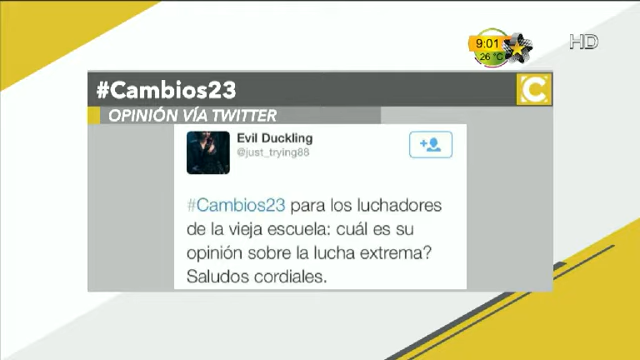 9:01
26 °C
HD
#Cambios23
C
OPINIÓN VÍA TWITTER
Evil Duckling
@just_trying88
#Cambios23 para los luchadores
de la vieja escuela: cuál es su
opinión sobre la lucha extrema?
Saludos cordiales.